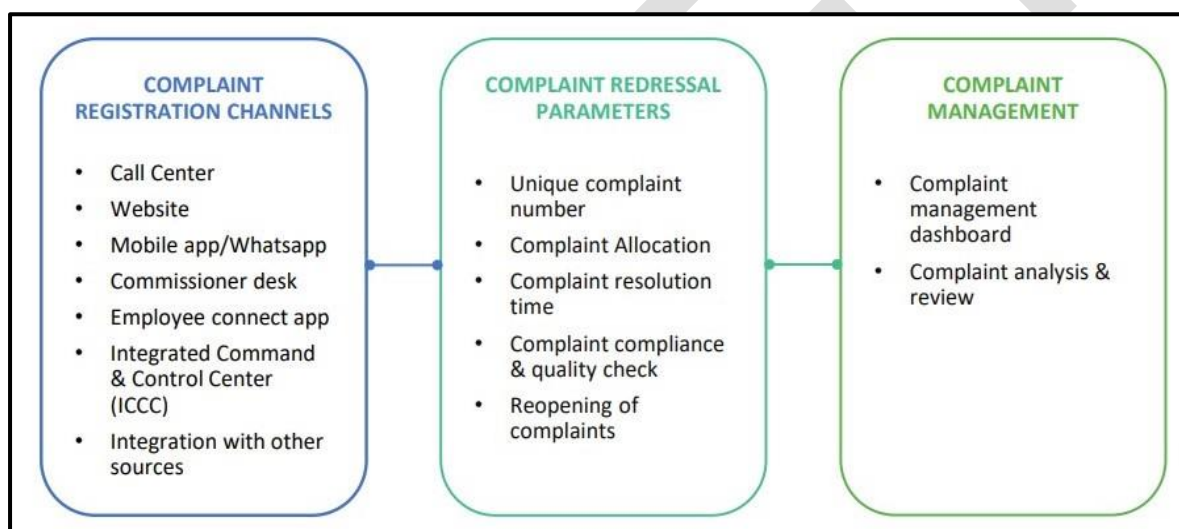 COMPLAINT
REGISTRATION CHANNELS
• Call Center
• Website
• Mobile app/Whatsapp
• Commissioner desk
• Employee connect app
• Integrated Command
& Control Center
(ICCC)
• Integration with other
sources
COMPLAINT REDRESSAL
PARAMETERS
• Unique complaint
number
• Complaint Allocation
• Complaint resolution
time
• Complaint compliance
& quality check
• Reopening of
complaints
COMPLAINT
MANAGEMENT
• Complaint
management
dashboard
• Complaint analysis &
review